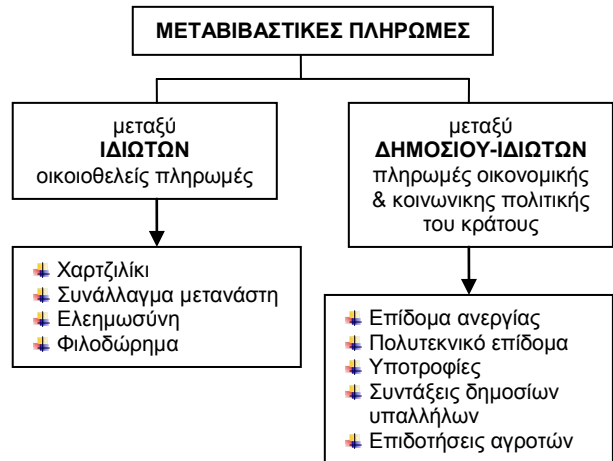 ΜΕΤΑΒΙΒΑΣΤΙΚΕΣ ΠΛΗΡΩΜΕΣ
μεταξύ
ΙΔΙΩΤΩΝ
οικοιοθελείς πληρωμές
μεταξύ
ΔΗΜΟΣΙΟΥ-ΙΔΙΩΤΩΝ
πληρωμές οικονομικής
& κοινωνικης πολιτικής
του κράτους
Χαρτζιλίκι
Συνάλλαγμα μετανάστη
Ελεημωσύνη
Φιλοδώρημα
Επίδομα ανεργίας
Πολυτεκνικό επίδομα
Υποτροφίες
Συντάξεις δημοσίων
υπαλλήλων
Επιδοτήσεις αγροτών